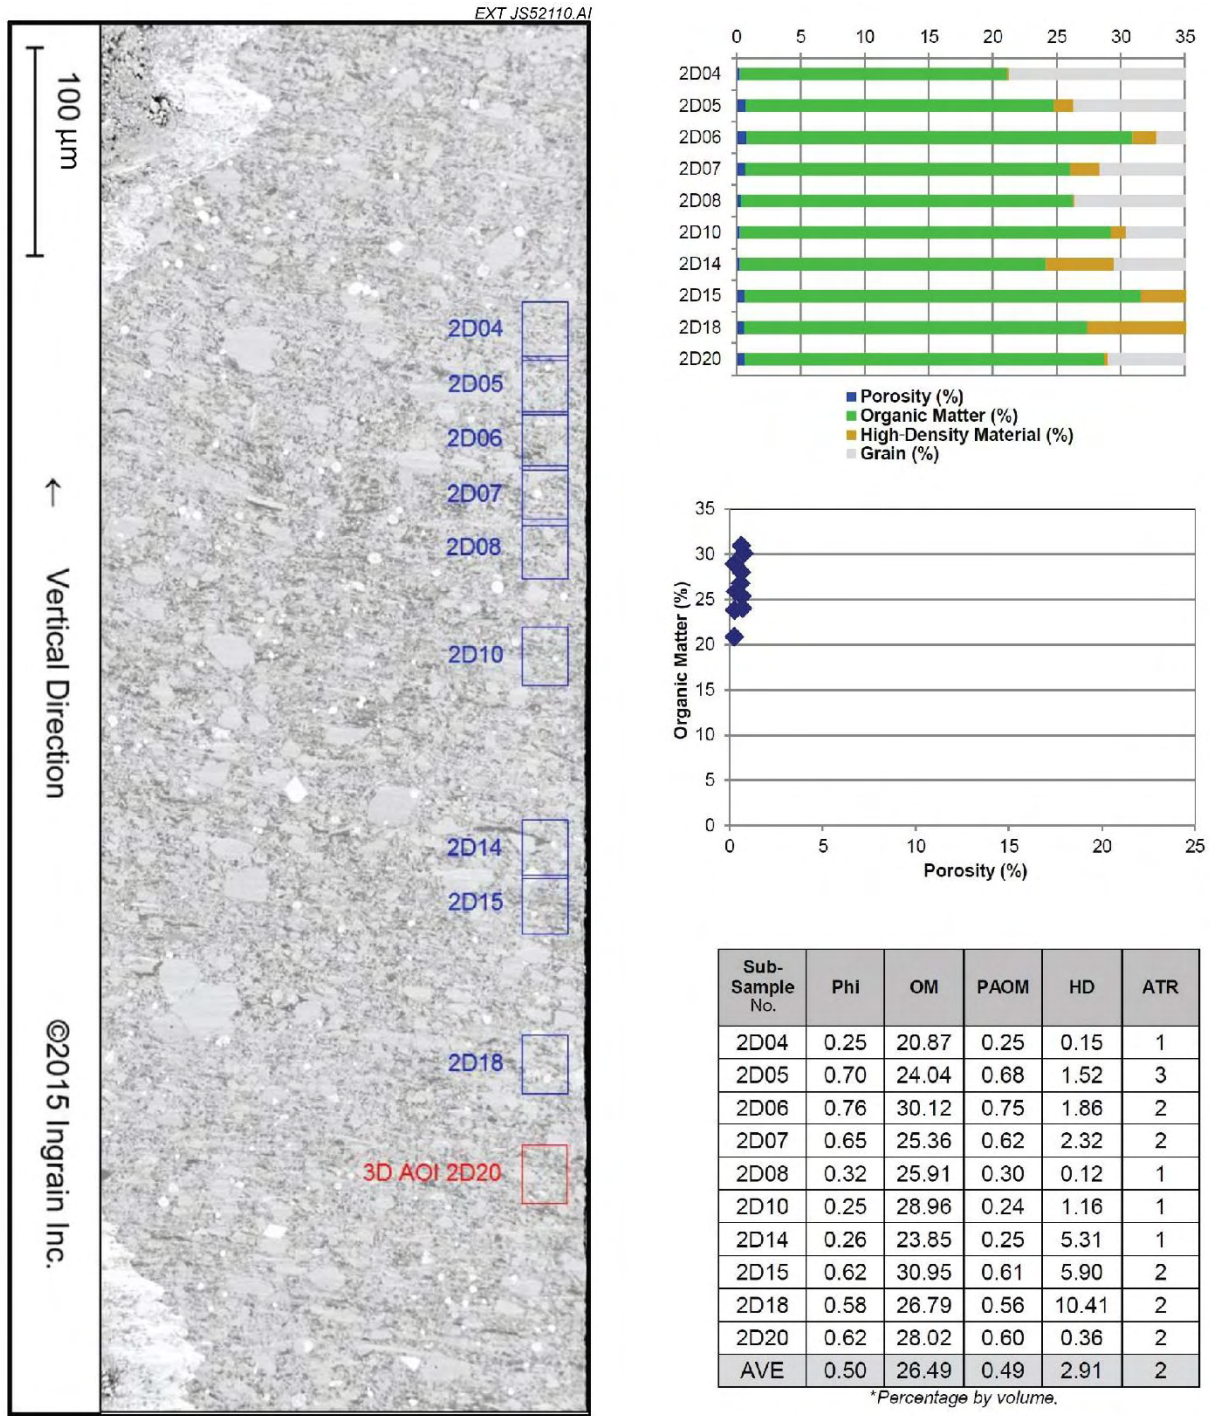 EXT JS52110.AI
100 µm
↑ Vertical Direction
©2015 Ingrain Inc.
2D04
2D05
2D06
2D07
2D08
2D10
2D14
2D15
2D18
3D AOI 2D20
0 5 10 15 20 25 30 35
2D04
2D05
2D06
2D07
2D08
2D10
2D14
2D15
2D18
2D20
Porosity (%)
Organic Matter (%)
High-Density Material (%)
Grain (%)
35
30
25
20
15
10
5
0
Organic Matter (%)
0 5 10 15 20 25
Porosity (%)
Sub-
Sample
No. Phi OM PAOM HD ATR
2D04 0.25 20.87 0.25 0.15 1
2D05 0.70 24.04 0.68 1.52 3
2D06 0.76 30.12 0.75 1.86 2
2D07 0.65 25.36 0.62 2.32 2
2D08 0.32 25.91 0.30 0.12 1
2D10 0.25 28.96 0.24 1.16 1
2D14 0.26 23.85 0.25 5.31 1
2D15 0.62 30.95 0.61 5.90 2
2D18 0.58 26.79 0.56 10.41 2
2D20 0.62 28.02 0.60 0.36 2
AVE 0.50 26.49 0.49 2.91 2
*Percentage by volume.